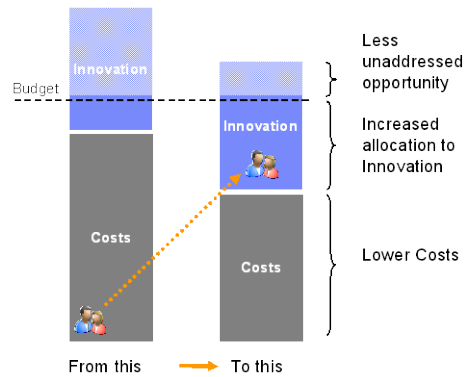 Innovation
Budget
Costs
Innovation
Costs
Less
unaddressed
opportunity
Increased
allocation to
Innovation
Lower Costs
From this
To this